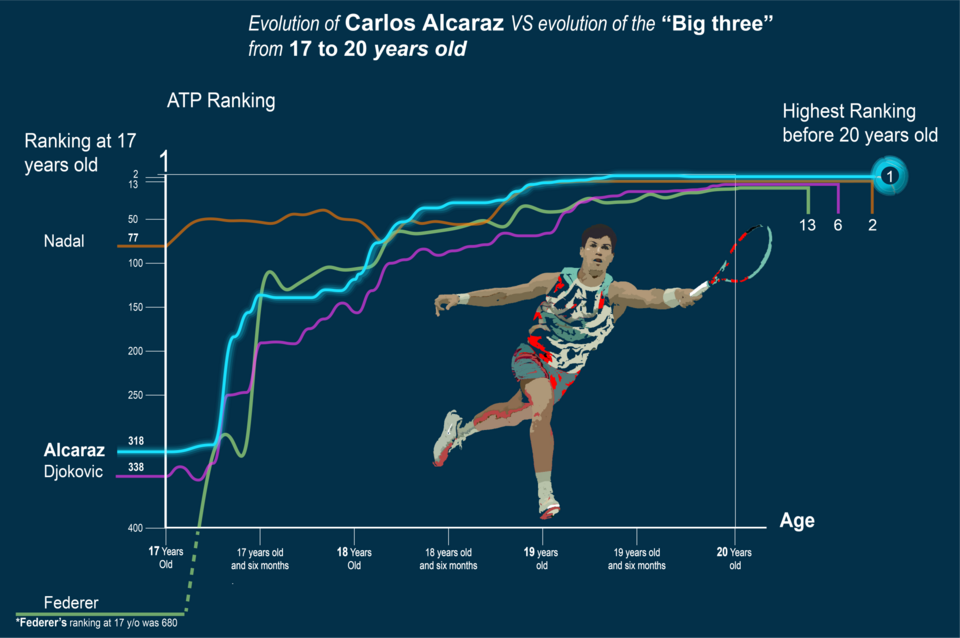 Evolution of Carlos Alcaraz VS evolution of the “Big three”
from 17 to 20 years old
ATP Ranking
Highest Ranking
before 20 years old
Ranking at 17
years old
1
2
13
50
77
100
150
200
250
318
338
400
Nadal
Alcaraz
Djokovic
Federer
*Federer's ranking at 17 y/o was 680
1
13
6
2
Age
17 Years
Old
17 years old
and six months
18 Years
Old
18 years old
and six months
19 years
old
19 years old
and six months
20 Years
old